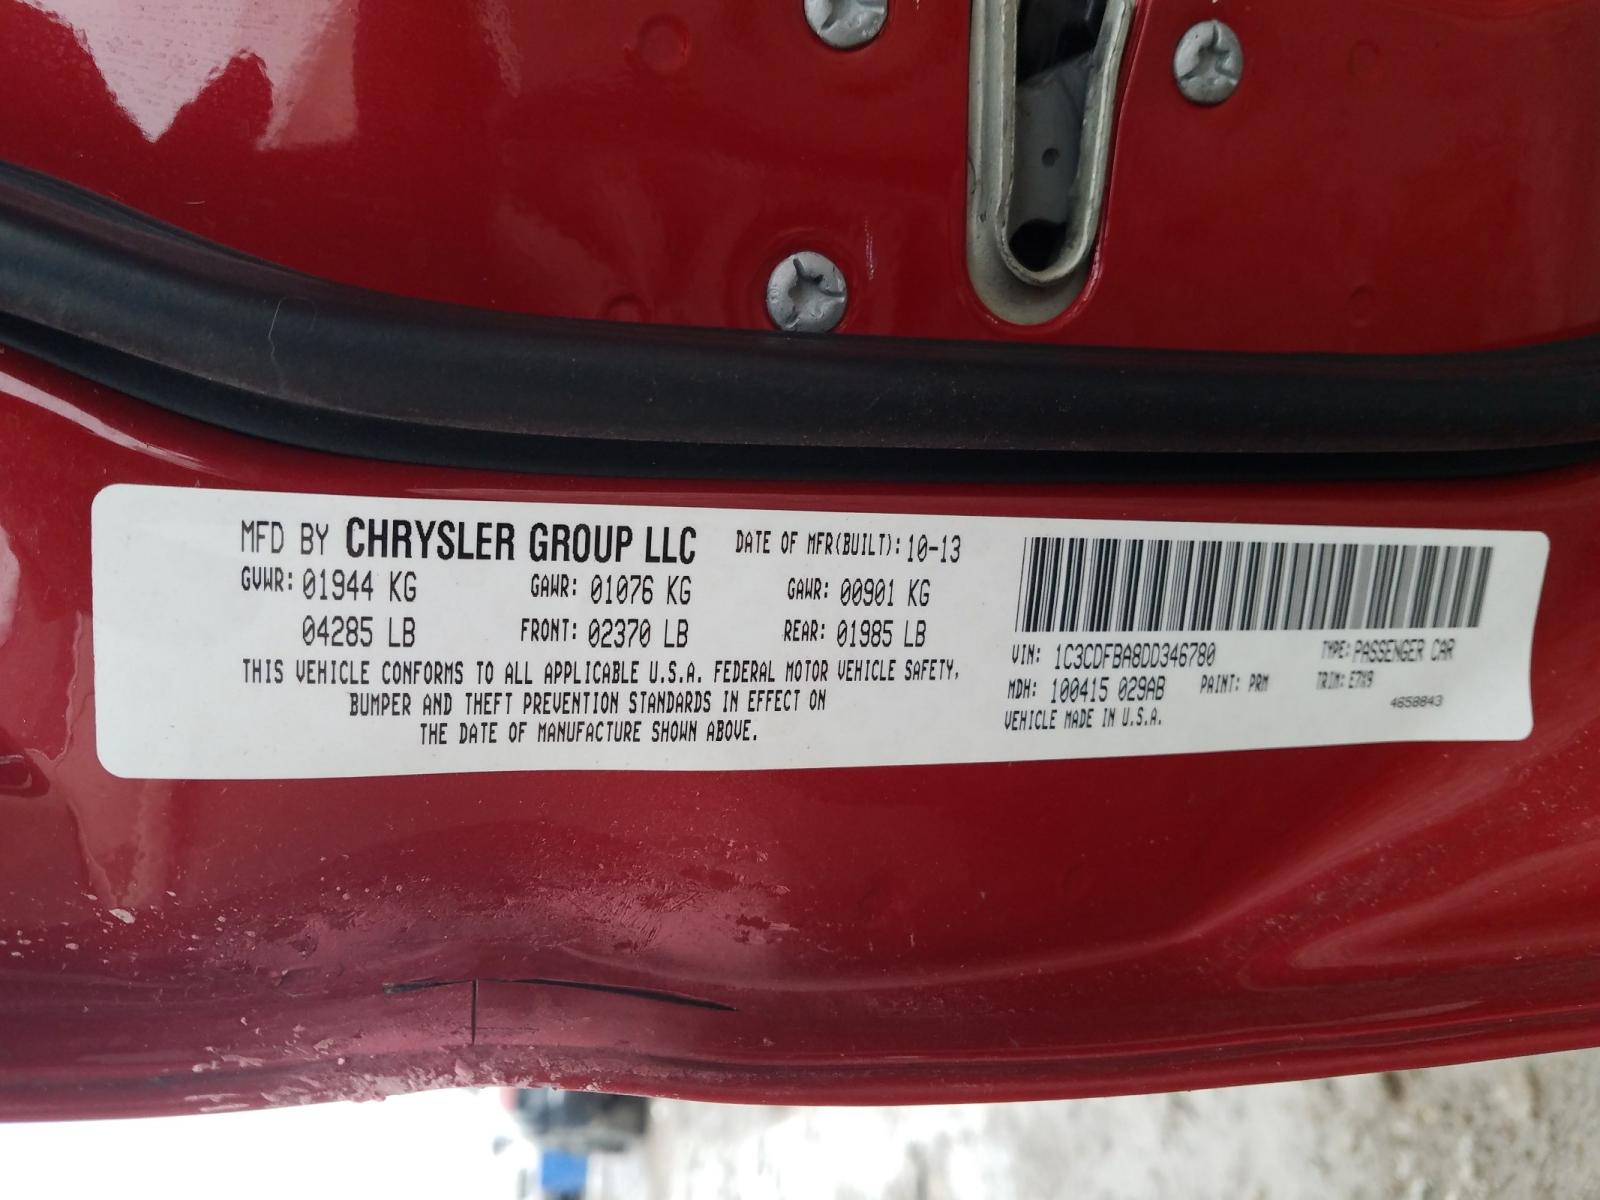 MFD BY CHRYSLER GROUP LLC DATE OF MFR(BUILT): 10-13
GVWR: 01944 KG GAWR: 01076 KG GAWR: 00901 KG
04285 LB FRONT: 02370 LB REAR: 01985 LB
THIS VEHICLE CONFORMS TO ALL APPLICABLE U.S.A. FEDERAL MOTOR VEHICLE SAFETY,
BUMPER AND THEFT PREVENTION STANDARDS IN EFFECT ON
THE DATE OF MANUFACTURE SHOWN ABOVE.
VIN: 1C3CDFBA8DD346780 TYPE: PASSENGER CAR
MDH: 100415 029AB PAINT: PRM TRIM: E7X9
4658843
VEHICLE MADE IN U.S.A.